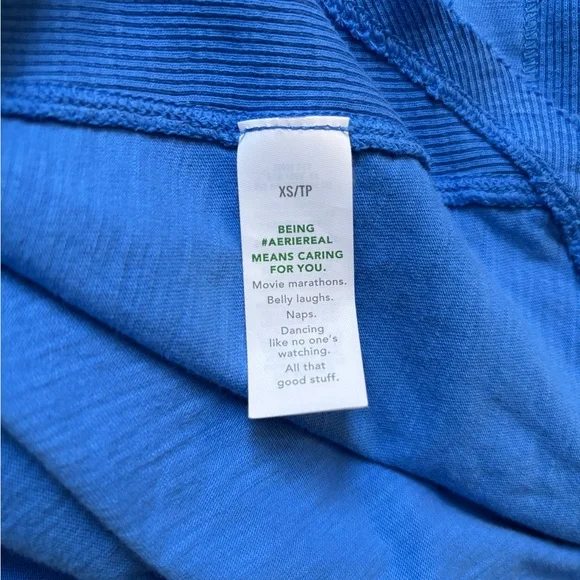 XS/TP
BEING
#AERIEREAL
MEANS CARING
FOR YOU.
Movie marathons.
Belly laughs.
Naps.
Dancing
like no one's
watching.
All that
good stuff.